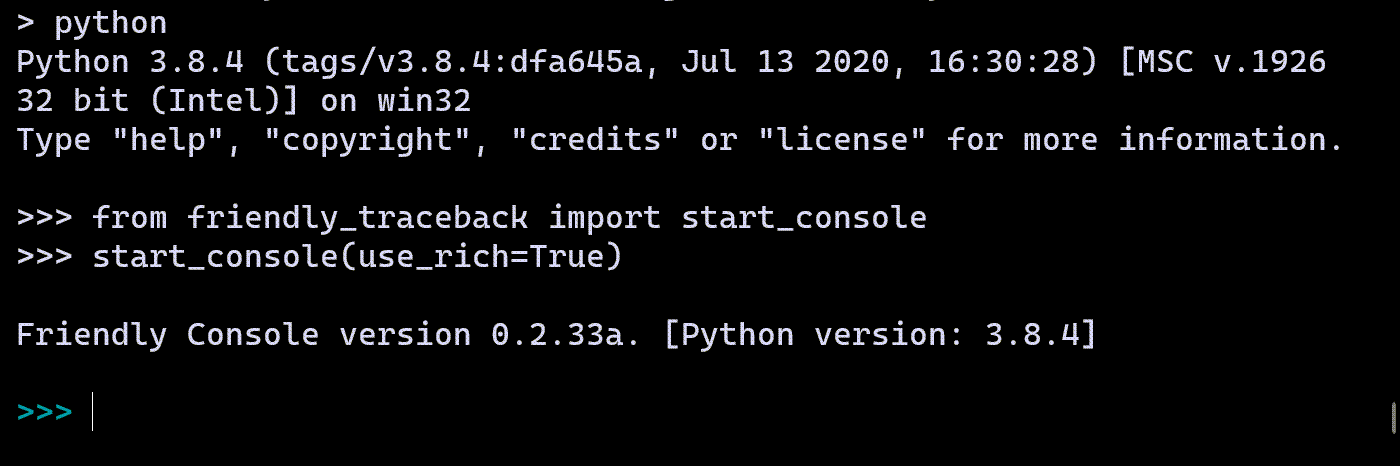 > python
Python 3.8.4 (tags/v3.8.4:dfa645a, Jul 13 2020, 16:30:28) [MSC v.1926
32 bit (Intel)] on win32
Type "help", "copyright", "credits" or "license" for more information.
>>> from friendly_traceback import start_console
>>> start_console(use_rich=True)
Friendly Console version 0.2.33a. [Python version: 3.8.4]
>>>